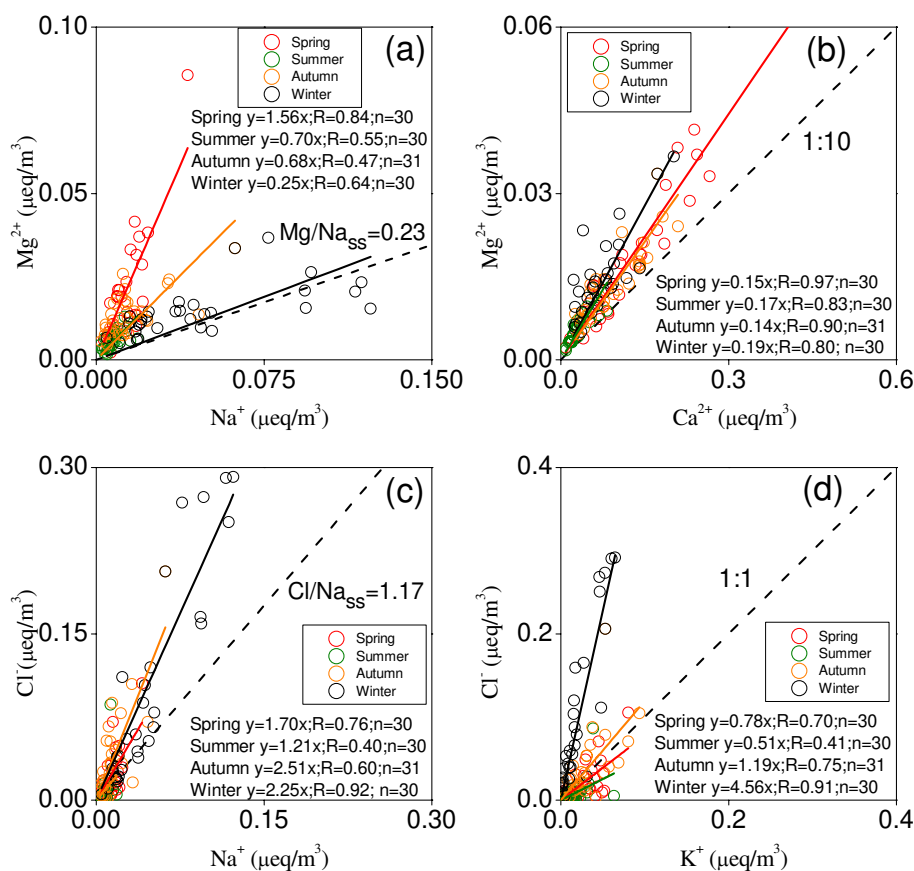 0.10
0.05
0.00
Mg²⁺ (μeq/m³)
(a)
Spring
Summer
Autumn
Winter
Spring y=1.56x;R=0.84;n=30
Summer y=0.70x;R=0.55;n=30
Autumn y=0.68x;R=0.47;n=31
Winter y=0.25x;R=0.64;n=30
Mg/Na_ss=0.23
0.000 0.075 0.150
Na⁺ (μeq/m³)
0.06
0.03
0.00
Mg²⁺ (μeq/m³)
(b)
Spring
Summer
Autumn
Winter
1:10
Spring y=0.15x;R=0.97;n=30
Summer y=0.17x;R=0.83;n=30
Autumn y=0.14x;R=0.90;n=31
Winter y=0.19x;R=0.80; n=30
0.0 0.3 0.6
Ca²⁺ (μeq/m³)
0.30
0.15
0.00
Cl⁻(μeq/m³)
(c)
Cl/Na_ss=1.17
Spring
Summer
Autumn
Winter
Spring y=1.70x;R=0.76;n=30
Summer y=1.21x;R=0.40;n=30
Autumn y=2.51x;R=0.60;n=31
Winter y=2.25x;R=0.92; n=30
0.00 0.15 0.30
Na⁺ (μeq/m³)
0.4
0.2
0.0
Cl⁻ (μeq/m³)
(d)
1:1
Spring
Summer
Autumn
Winter
Spring y=0.78x;R=0.70;n=30
Summer y=0.51x;R=0.41;n=30
Autumn y=1.19x;R=0.75;n=31
Winter y=4.56x;R=0.91;n=30
0.0 0.2 0.4
K⁺ (μeq/m³)